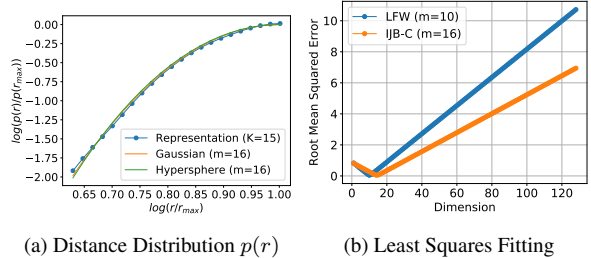 0.00
−0.25
−0.50
−0.75
−1.00
−1.25
−1.50
−1.75
−2.00
log(p(r)/p(r_max))
Representation (K=15)
Gaussian (m=16)
Hypersphere (m=16)
0.65 0.70 0.75 0.80 0.85 0.90 0.95 1.00
log(r/r_max)
(a) Distance Distribution p(r)
LFW (m=10)
IJB-C (m=16)
10
8
6
4
2
0
Root Mean Squared Error
0 20 40 60 80 100 120
Dimension
(b) Least Squares Fitting